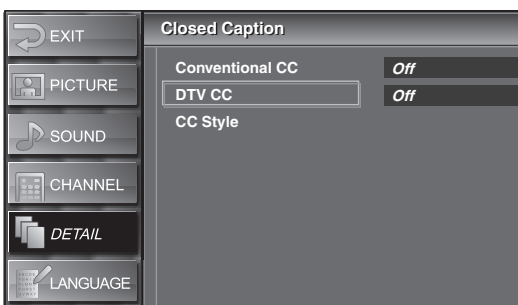 EXIT
PICTURE
SOUND
CHANNEL
DETAIL
LANGUAGE
Closed Caption
Conventional CC Off
DTV CC Off
CC Style